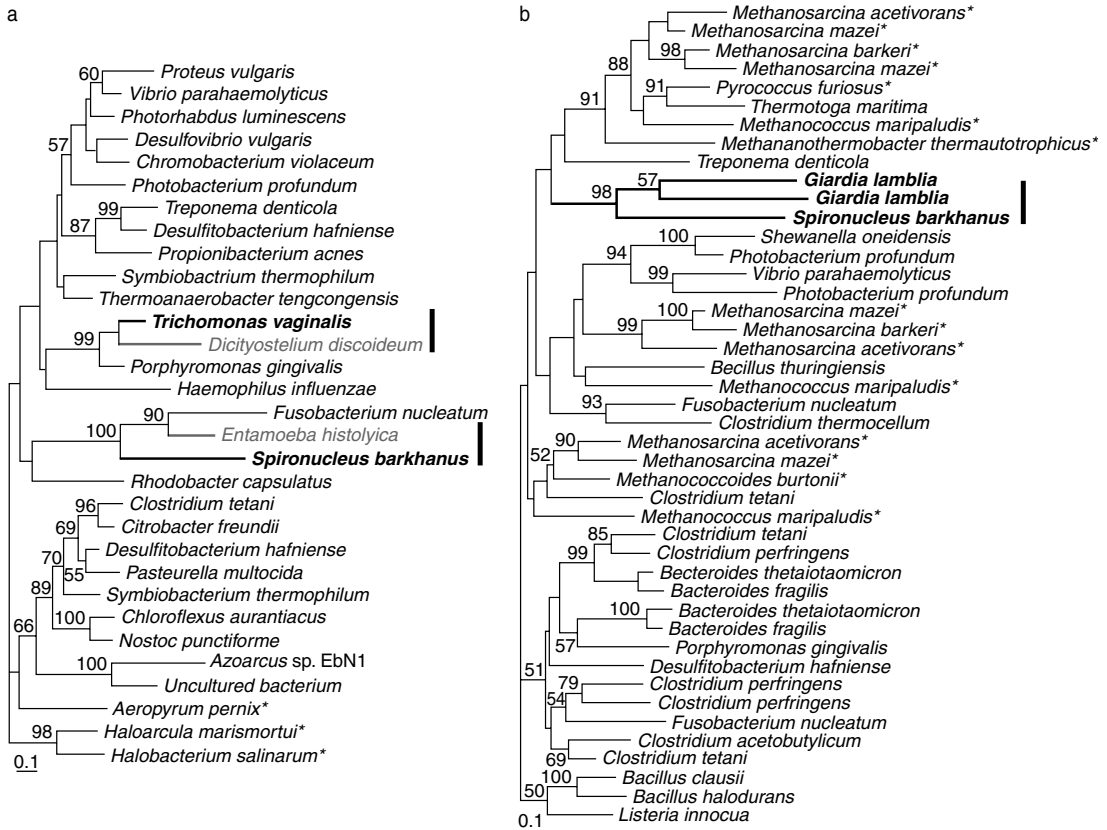 a
60
Proteus vulgaris
Vibrio parahaemolyticus
Photorhabdus luminescens
57
Desulfovibrio vulgaris
Chromobacterium violaceum
Photobacterium profundum
99
Treponema denticola
87
Desulfitobacterium hafniense
Propionibacterium acnes
Symbiobactrium thermophilum
Thermoanaerobacter tengcongensis
99
Trichomonas vaginalis
Dicityostelium discoideum
Porphyromonas gingivalis
Haemophilus influenzae
90
Fusobacterium nucleatum
100
Entamoeba histolyica
Spironucleus barkhanus
Rhodobacter capsulatus
96
Clostridium tetani
69
Citrobacter freundii
70
Desulfitobacterium hafniense
55
Pasteurella multocida
89
Symbiobacterium thermophilum
100
Chloroflexus aurantiacus
66
Nostoc punctiforme
100
Azoarcus sp. EbN1
Uncultured bacterium
Aeropyrum pernix*
98
Haloarcula marismortui*
Halobacterium salinarum*
0.1
b
Methanosarcina acetivorans*
Methanosarcina mazei*
98
Methanosarcina barkeri*
88
Methanosarcina mazei*
91
Pyrococcus furiosus*
91
Thermotoga maritima
Methanococcus maripaludis*
Methananothermobacter thermautotrophicus*
Treponema denticola
57
Giardia lamblia
98
Giardia lamblia
Spironucleus barkhanus
100
Shewanella oneidensis
94
Photobacterium profundum
99
Vibrio parahaemolyticus
Photobacterium profundum
100
Methanosarcina mazei*
99
Methanosarcina barkeri*
Methanosarcina acetivorans*
Becillus thuringiensis
Methanococcus maripaludis*
93
Fusobacterium nucleatum
Clostridium thermocellum
90
Methanosarcina acetivorans*
52
Methanosarcina mazei*
Methanococcoides burtonii*
Clostridium tetani
Methanococcus maripaludis*
85
Clostridium tetani
99
Clostridium perfringens
Becteroides thetaiotaomicron
Bacteroides fragilis
100
Bacteroides thetaiotaomicron
Bacteroides fragilis
57
Porphyromonas gingivalis
51
Desulfitobacterium hafniense
79
Clostridium perfringens
54
Clostridium perfringens
Fusobacterium nucleatum
Clostridium acetobutylicum
69
Clostridium tetani
100
Bacillus clausii
50
Bacillus halodurans
Listeria innocua
0.1